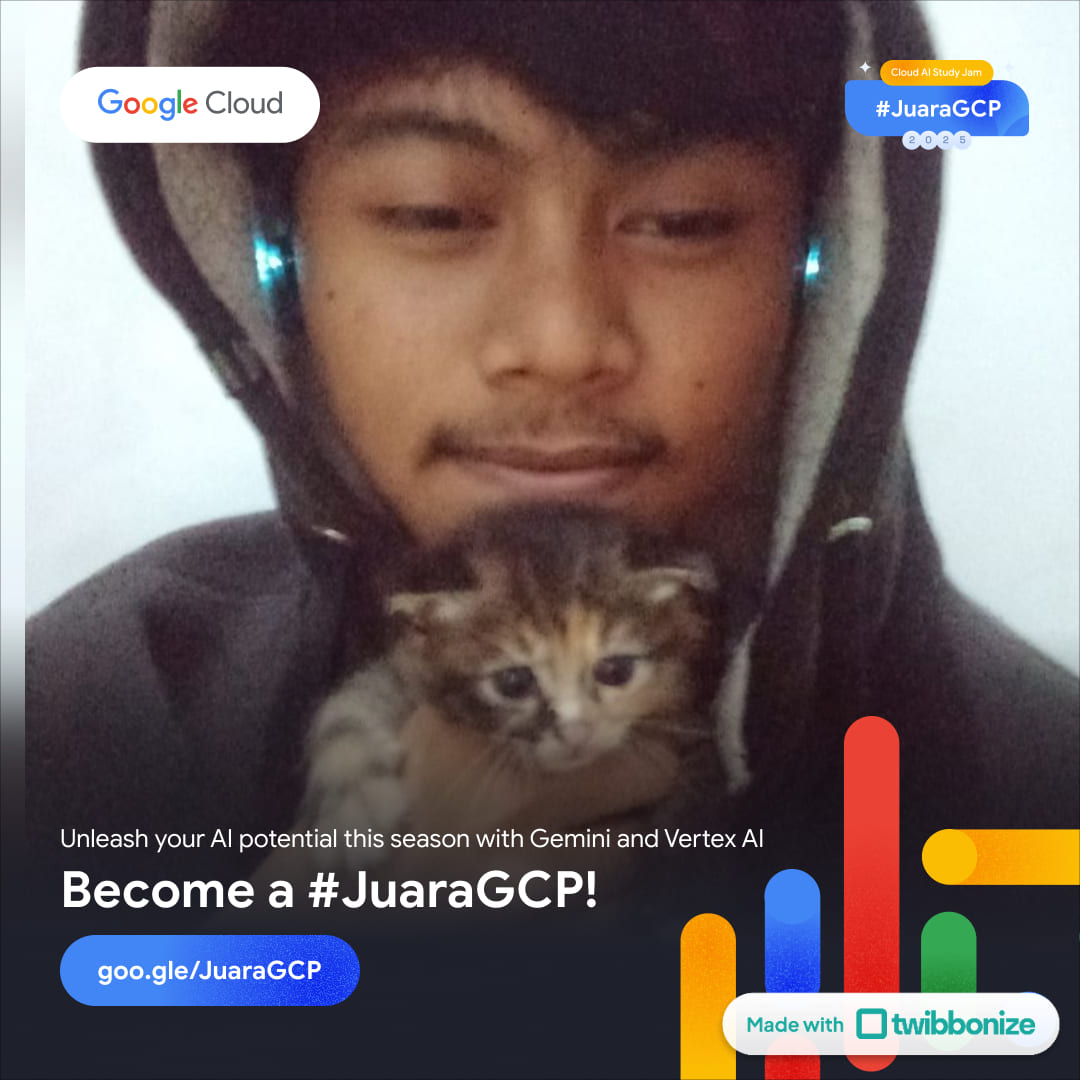 Google Cloud
Cloud AI Study Jam
#JuaraGCP
2025
Unleash your AI potential this season with Gemini and Vertex AI
Become a #JuaraGCP!
goo.gle/JuaraGCP
Made with twibbonize